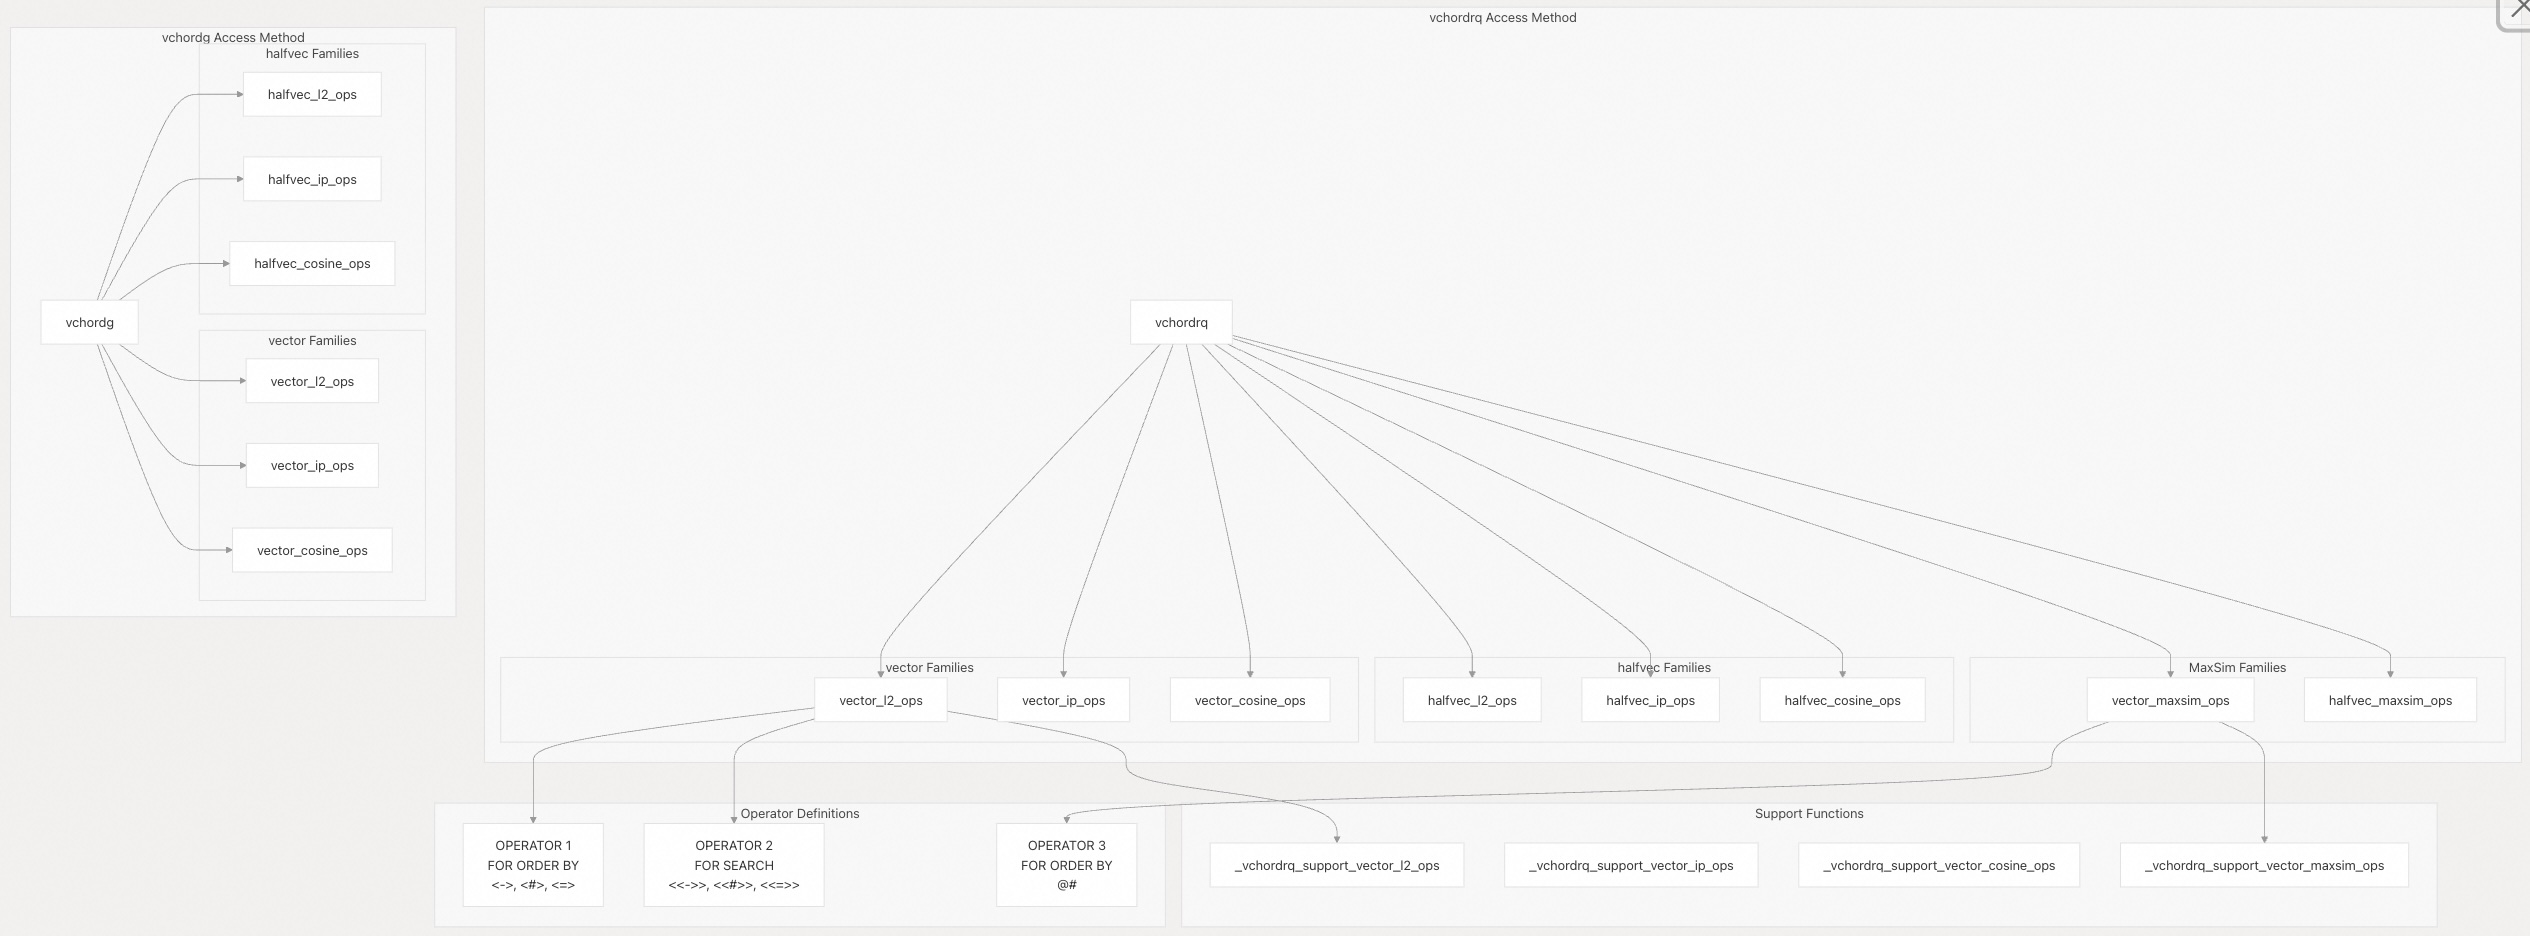 vchordg Access Method
halfvec Families
halfvec_l2_ops
halfvec_ip_ops
halfvec_cosine_ops
vchordg
vector Families
vector_l2_ops
vector_ip_ops
vector_cosine_ops
vchordrq Access Method
vchordrq
vector Families
vector_l2_ops
vector_ip_ops
vector_cosine_ops
halfvec Families
halfvec_l2_ops
halfvec_ip_ops
halfvec_cosine_ops
MaxSim Families
vector_maxsim_ops
halfvec_maxsim_ops
Operator Definitions
OPERATOR 1
FOR ORDER BY
<->, <#>, <=>
OPERATOR 2
FOR SEARCH
<<->>, <<#>>, <<=>>
OPERATOR 3
FOR ORDER BY
@#
Support Functions
_vchordrq_support_vector_l2_ops
_vchordrq_support_vector_ip_ops
_vchordrq_support_vector_cosine_ops
_vchordrq_support_vector_maxsim_ops